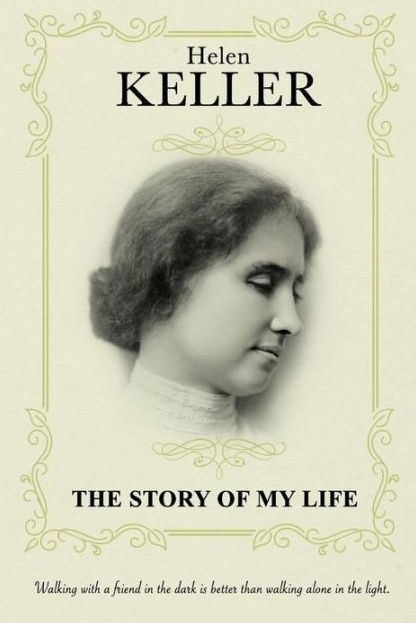 Helen
KELLER
THE STORY OF MY LIFE
Walking with a friend in the dark is better than walking alone in the light.